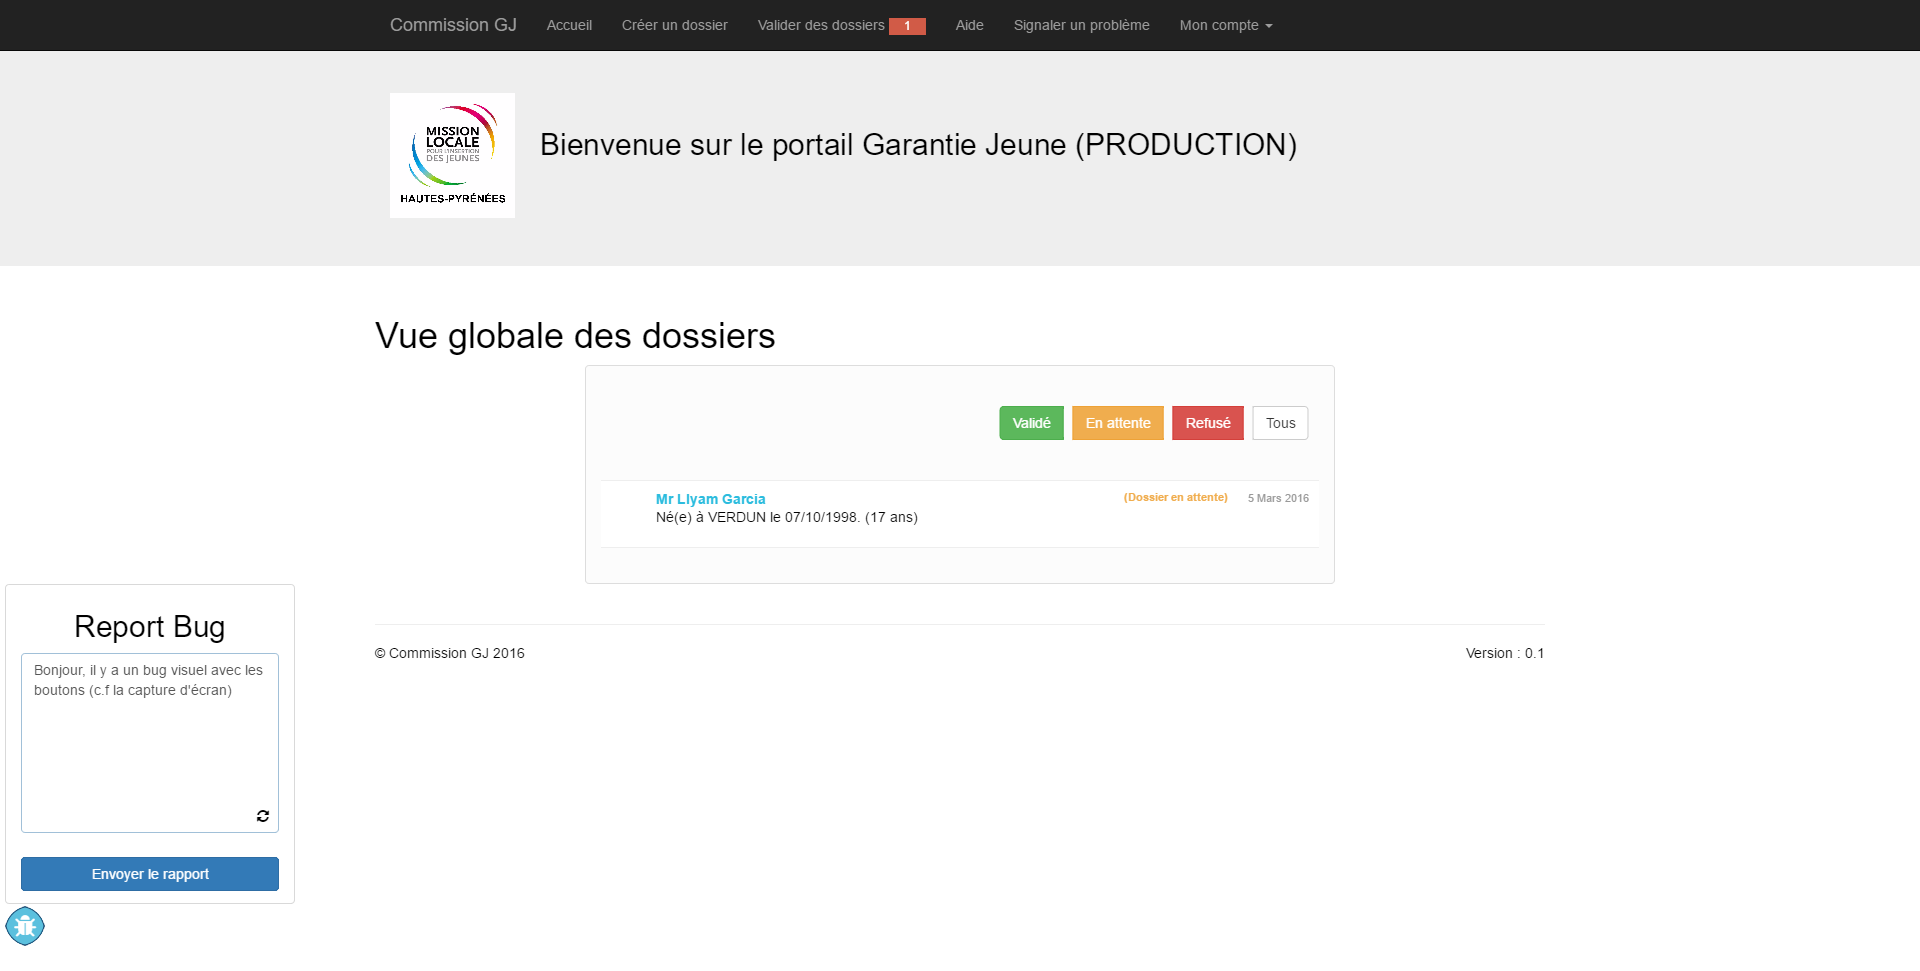 Commission GJ Accueil Créer un dossier Valider des dossiers 1 Aide Signaler un problème Mon compte
MISSION
LOCALE
POUR L'INSERTION
DES JEUNES
HAUTES-PYRÉNÉES
Bienvenue sur le portail Garantie Jeune (PRODUCTION)
Vue globale des dossiers
Validé En attente Refusé Tous
Mr Llyam Garcia (Dossier en attente) 5 Mars 2016
Né(e) à VERDUN le 07/10/1998. (17 ans)
Report Bug
Bonjour, il y a un bug visuel avec les
boutons (c.f la capture d'écran)
Envoyer le rapport
© Commission GJ 2016 Version : 0.1